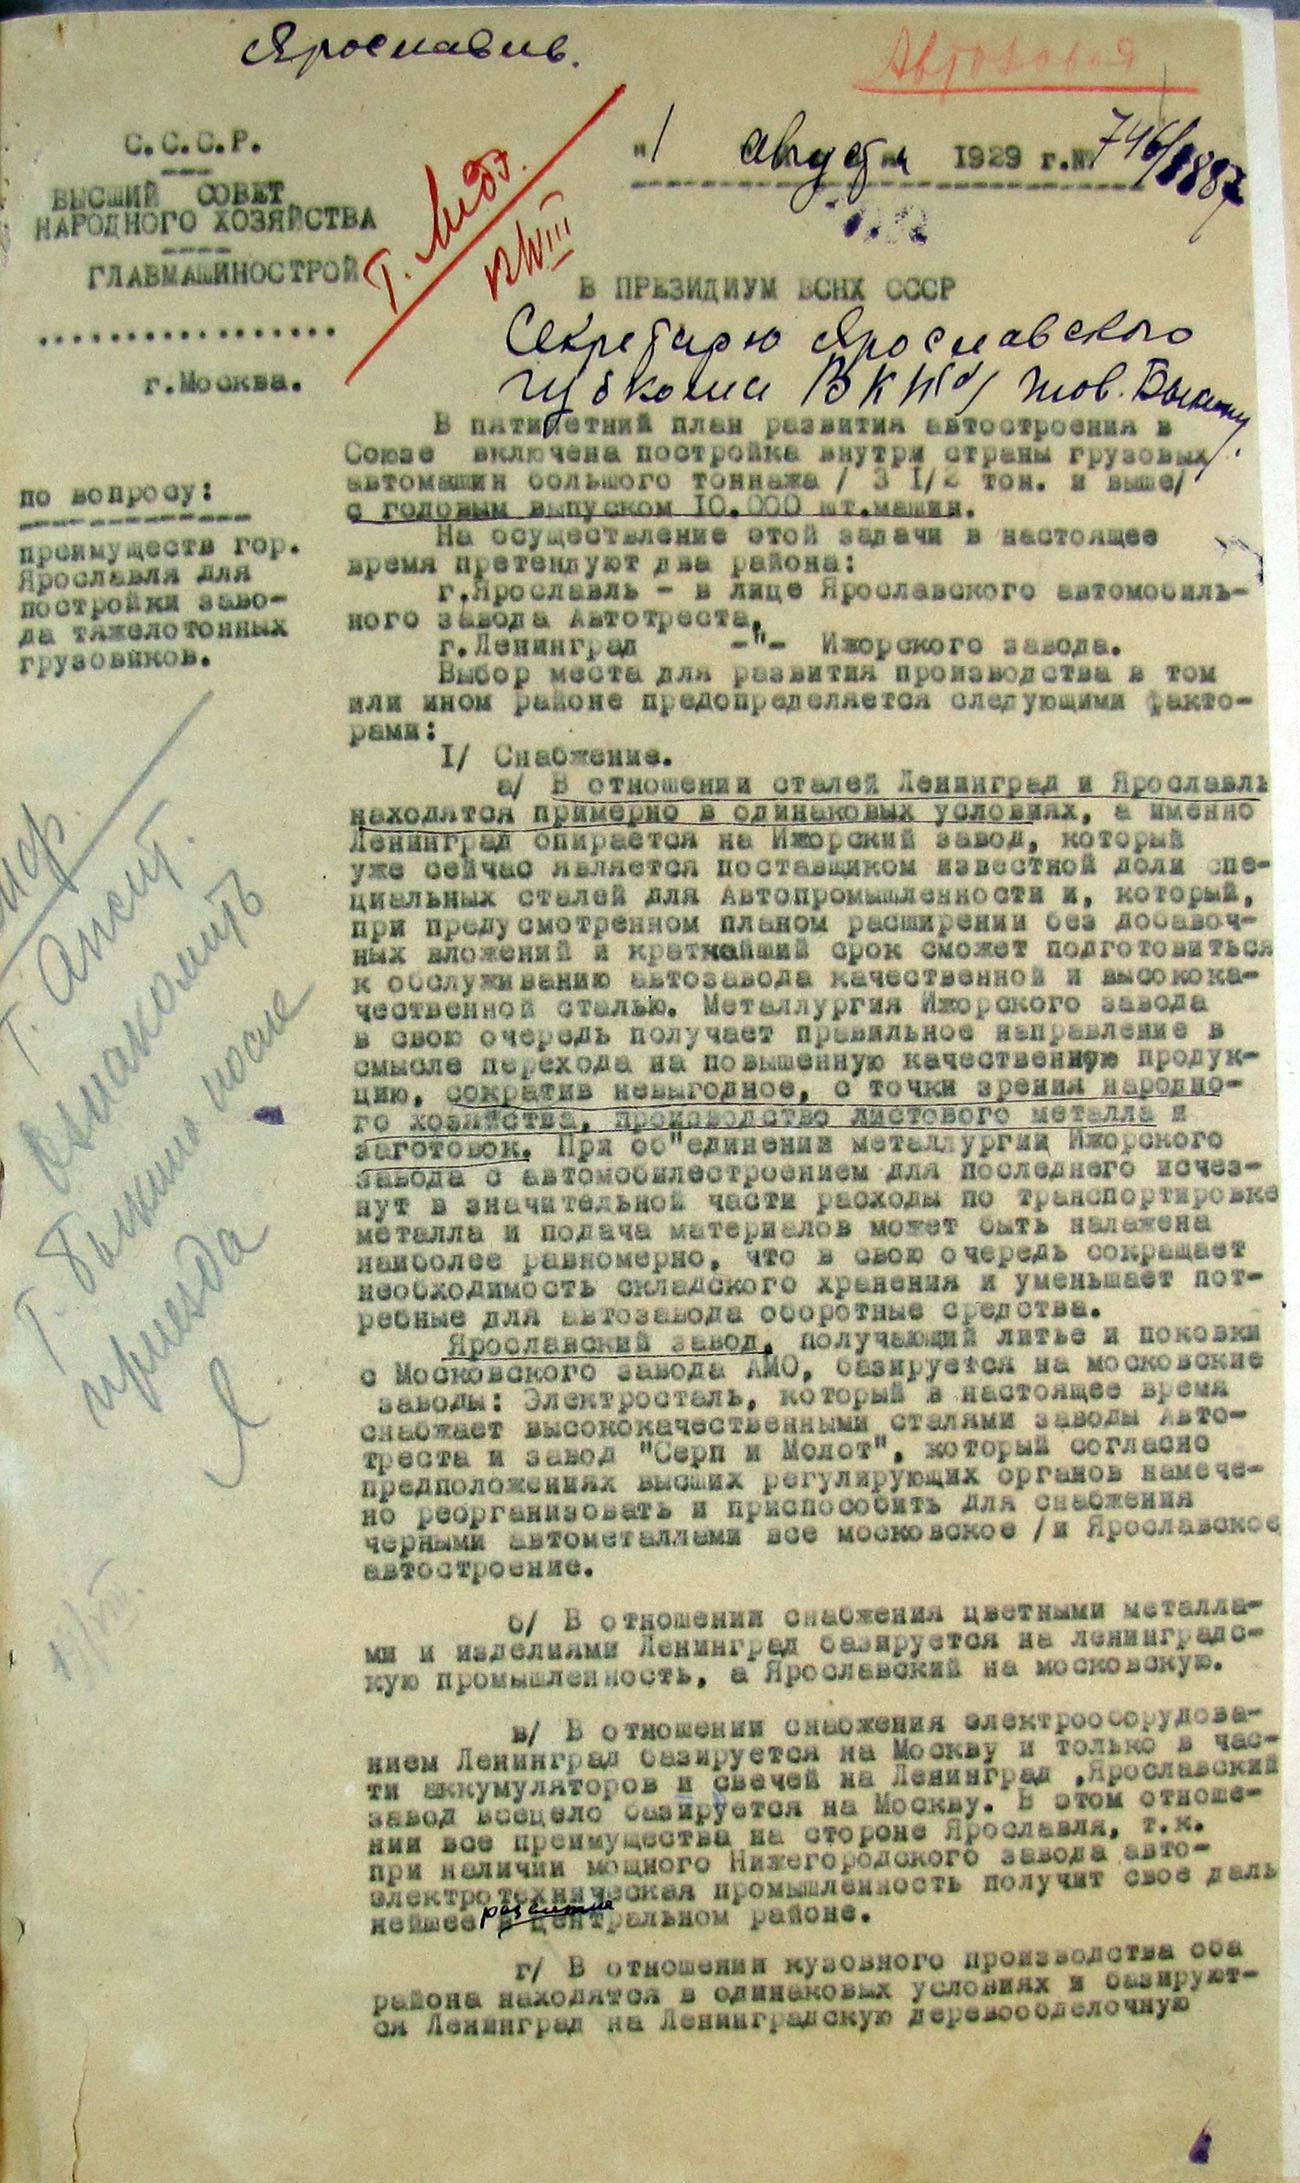 Ярославль.
Автозавод
С.С.С.Р.
ВЫСШИЙ СОВЕТ
НАРОДНОГО ХОЗЯЙСТВА
ГЛАВМАШИНОСТРОЙ
г.Москва.
"1 августа 1929 г.№ 746/8887
В ПРЕЗИДИУМ ВСНХ СССР
Секретарю Ярославского
Губкома ВКП(б) тов. Быкину
по вопросу:
преимуществ гор.
Ярославля для
постройки заво-
да тяжелотонных
грузовиков.
В пятилетний план развития автостроения в
Союзе включена постройка внутри страны грузовых
автомашин большого тоннажа / 3 I/2 тон. и выше/
с годовым выпуском 10.000 шт.машин.
На осуществление этой задачи в настоящее
время претендуют два района:
г.Ярославль - в лице Ярославского автомобиль-
ного завода Автотреста,
г.Ленинград -"- Ижорского завода.
Выбор места для развития производства в том
или ином районе предопределяется следующими факто-
рами:
I/ Снабжение.
а/ В отношении сталей Ленинград и Ярославль
находятся примерно в одинаковых условиях, а именно
Ленинград опирается на Ижорский завод, который
уже сейчас является поставщиком известной доли спе-
циальных сталей для Автопромышленности и, который,
при предусмотренном планом расширении без добавоч-
ных вложений и кратчайший срок сможет подготовиться
к обслуживанию автозавода качественной и высокока-
чественной сталью. Металлургия Ижорского завода
в свою очередь получает правильное направление в
смысле перехода на повышенную качественную продук-
цию, сократив невыгодное, с точки зрения народно-
го хозяйства, производство листового металла и
заготовок. При об"единении металлургии Ижорского
завода с автомобилестроением для последнего исчез-
нут в значительной части расходы по транспортировке
металла и подача материалов может быть налажена
наиболее равномерно, что в свою очередь сокращает
необходимость складского хранения и уменьшает пот-
ребные для автозавода оборотные средства.
Ярославский завод, получающий литье и поковки
с Московского завода АМО, базируется на московские
заводы: Электросталь, который в настоящее время
снабжает высококачественными сталями заводы Авто-
треста и завод "Серп и Молот", который согласно
предположениях высших регулирующих органов намече-
но реорганизовать и приспособить для снабжения
черными автометаллами все московское /и Ярославское
автостроение.
б/ В отношении снабжения цветными металла-
ми и изделиями Ленинград базируется на ленинградс-
кую промышленность, а Ярославский на московскую.
в/ В отношении снабжения электрооборудова-
нием Ленинград базируется на Москву и только в час-
ти аккумуляторов и свечей на Ленинград ,Ярославский
завод всецело базируется на Москву. В этом отноше-
нии все преимущества на стороне Ярославля, т.к.
при наличии мощного Нижегородского завода авто-
электротехническая промышленность получит свое даль
нейшее развитие в центральном районе.
г/ В отношении кузовного производства оба
района находятся в одинаковых условиях и базируют-
ся Ленинград на Ленинградскую деревообделочную
Т.
ознакомить
Т. Быкина после
приезда